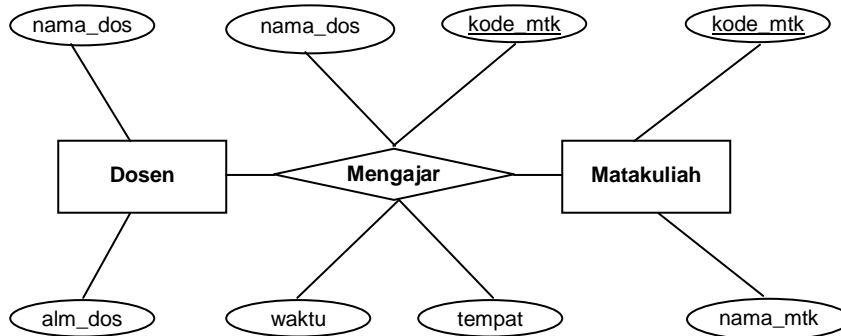 nama_dos
nama_dos
kode_mtk
kode_mtk
Dosen
Mengajar
Matakuliah
alm_dos
waktu
tempat
nama_mtk